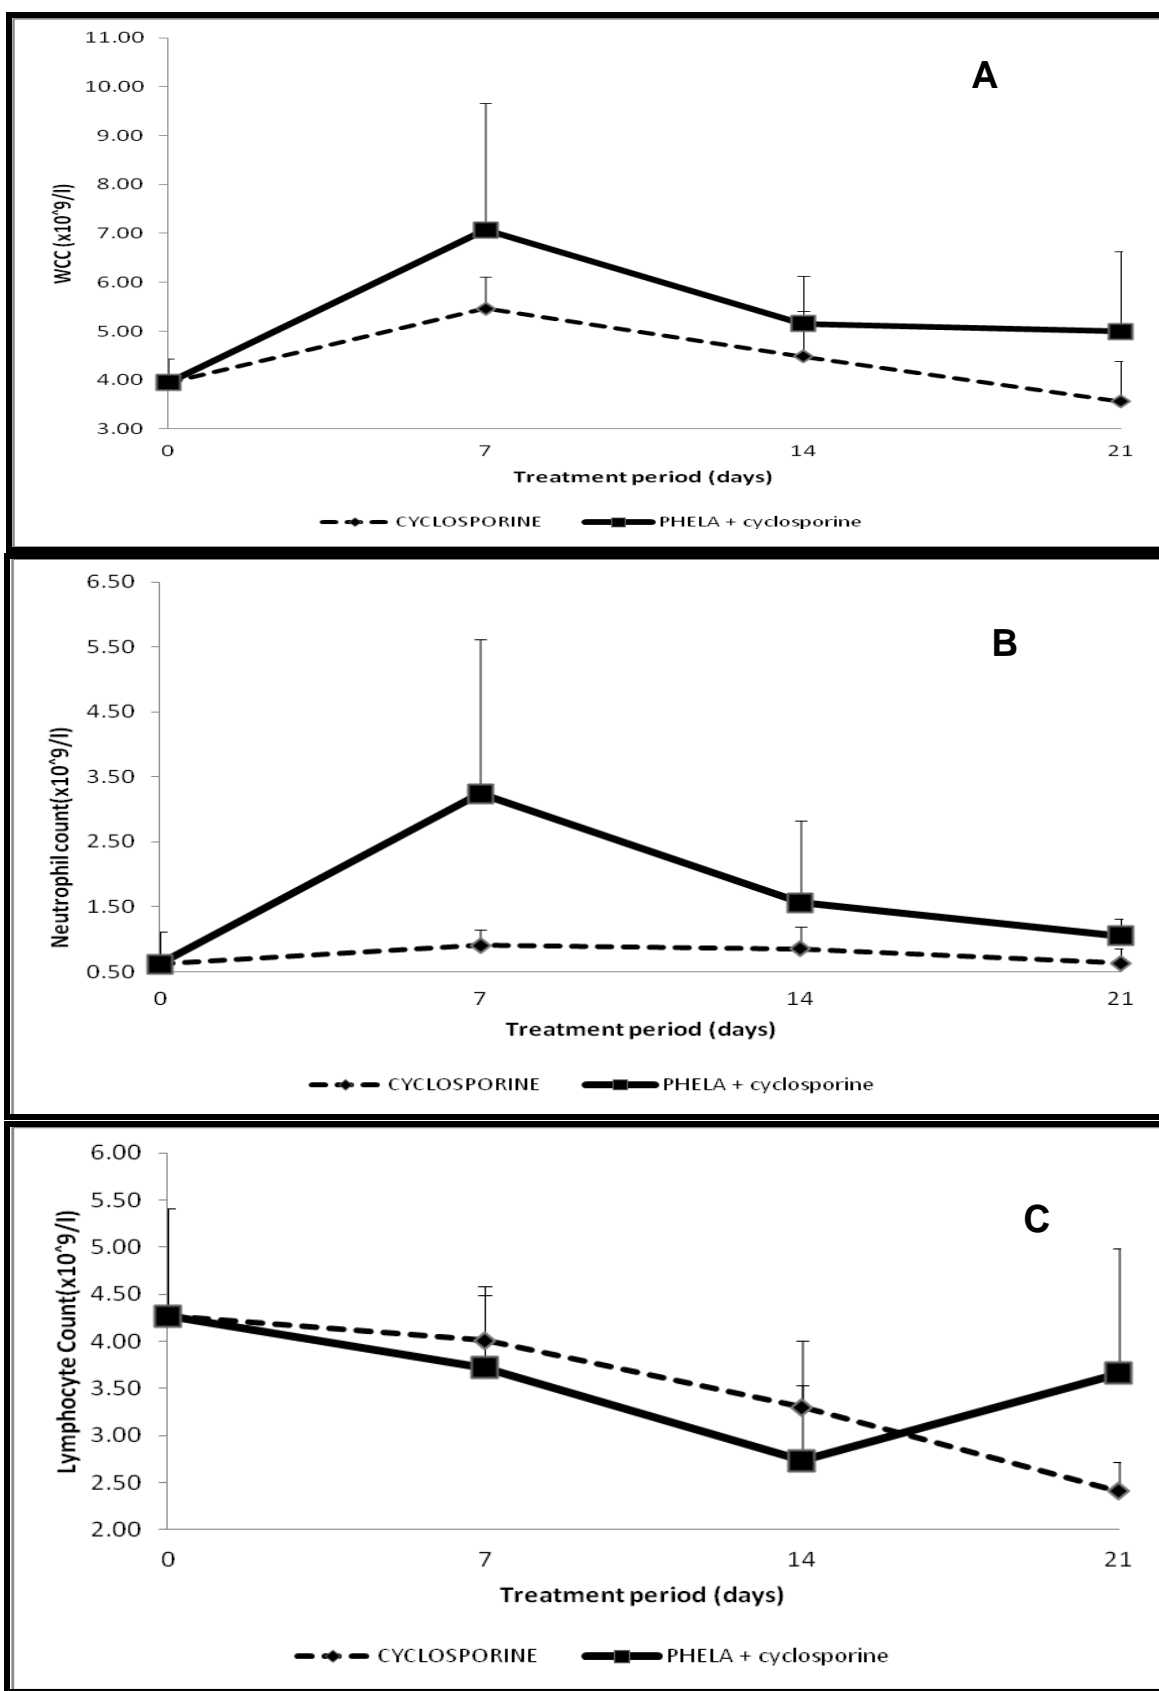 A
11.00
10.00
9.00
8.00
7.00
6.00
5.00
4.00
3.00
WCC (x10^9/l)
0 7 14 21
Treatment period (days)
CYCLOSPORINE PHELA + cyclosporine
B
6.50
5.50
4.50
3.50
2.50
1.50
0.50
Neutrophil count(x10^9/l)
0 7 14 21
Treatment period (days)
CYCLOSPORINE PHELA + cyclosporine
C
6.00
5.50
5.00
4.50
4.00
3.50
3.00
2.50
2.00
Lymphocyte Count(x10^9/l)
0 7 14 21
Treatment period (days)
CYCLOSPORINE PHELA + cyclosporine